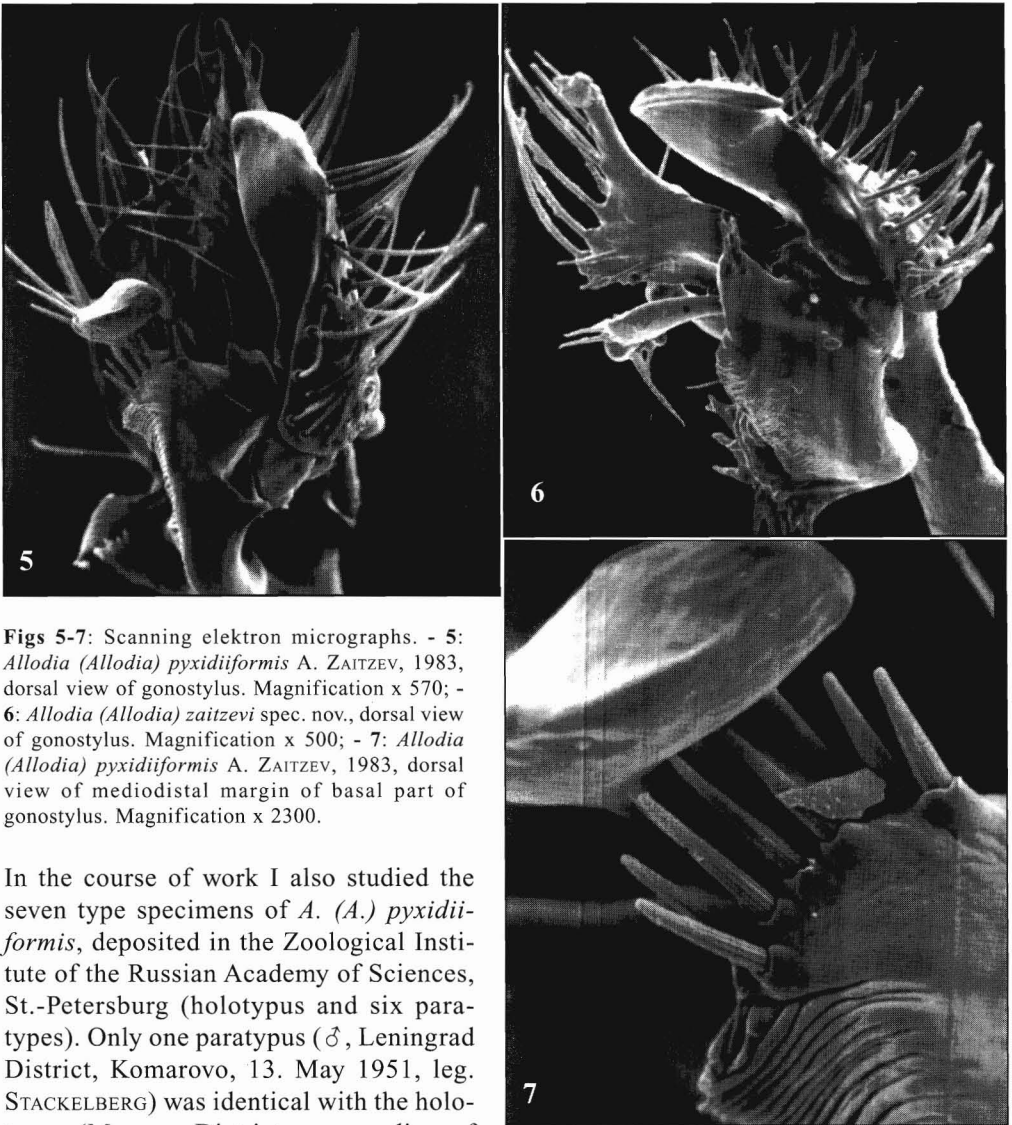 5
6
7
Figs 5-7: Scanning elektron micrographs. - 5:
Allodia (Allodia) pyxidiiformis A. ZAITZEV, 1983,
dorsal view of gonostylus. Magnification x 570; -
6: Allodia (Allodia) zaitzevi spec. nov., dorsal view
of gonostylus. Magnification x 500; - 7: Allodia
(Allodia) pyxidiiformis A. ZAITZEV, 1983, dorsal
view of mediodistal margin of basal part of
gonostylus. Magnification x 2300.
In the course of work I also studied the
seven type specimens of A. (A.) pyxidii-
formis, deposited in the Zoological Insti-
tute of the Russian Academy of Sciences,
St.-Petersburg (holotypus and six para-
types). Only one paratypus (♂, Leningrad
District, Komarovo, 13. May 1951, leg.
STACKELBERG) was identical with the holo-